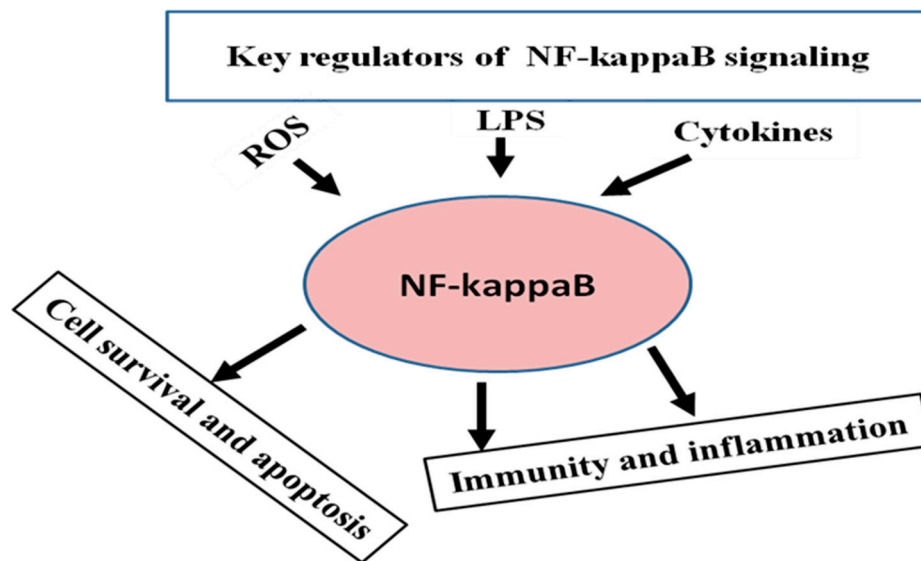 Key regulators of NF-kappaB signaling
ROS
LPS
Cytokines
NF-kappaB
Cell survival and apoptosis
Immunity and inflammation